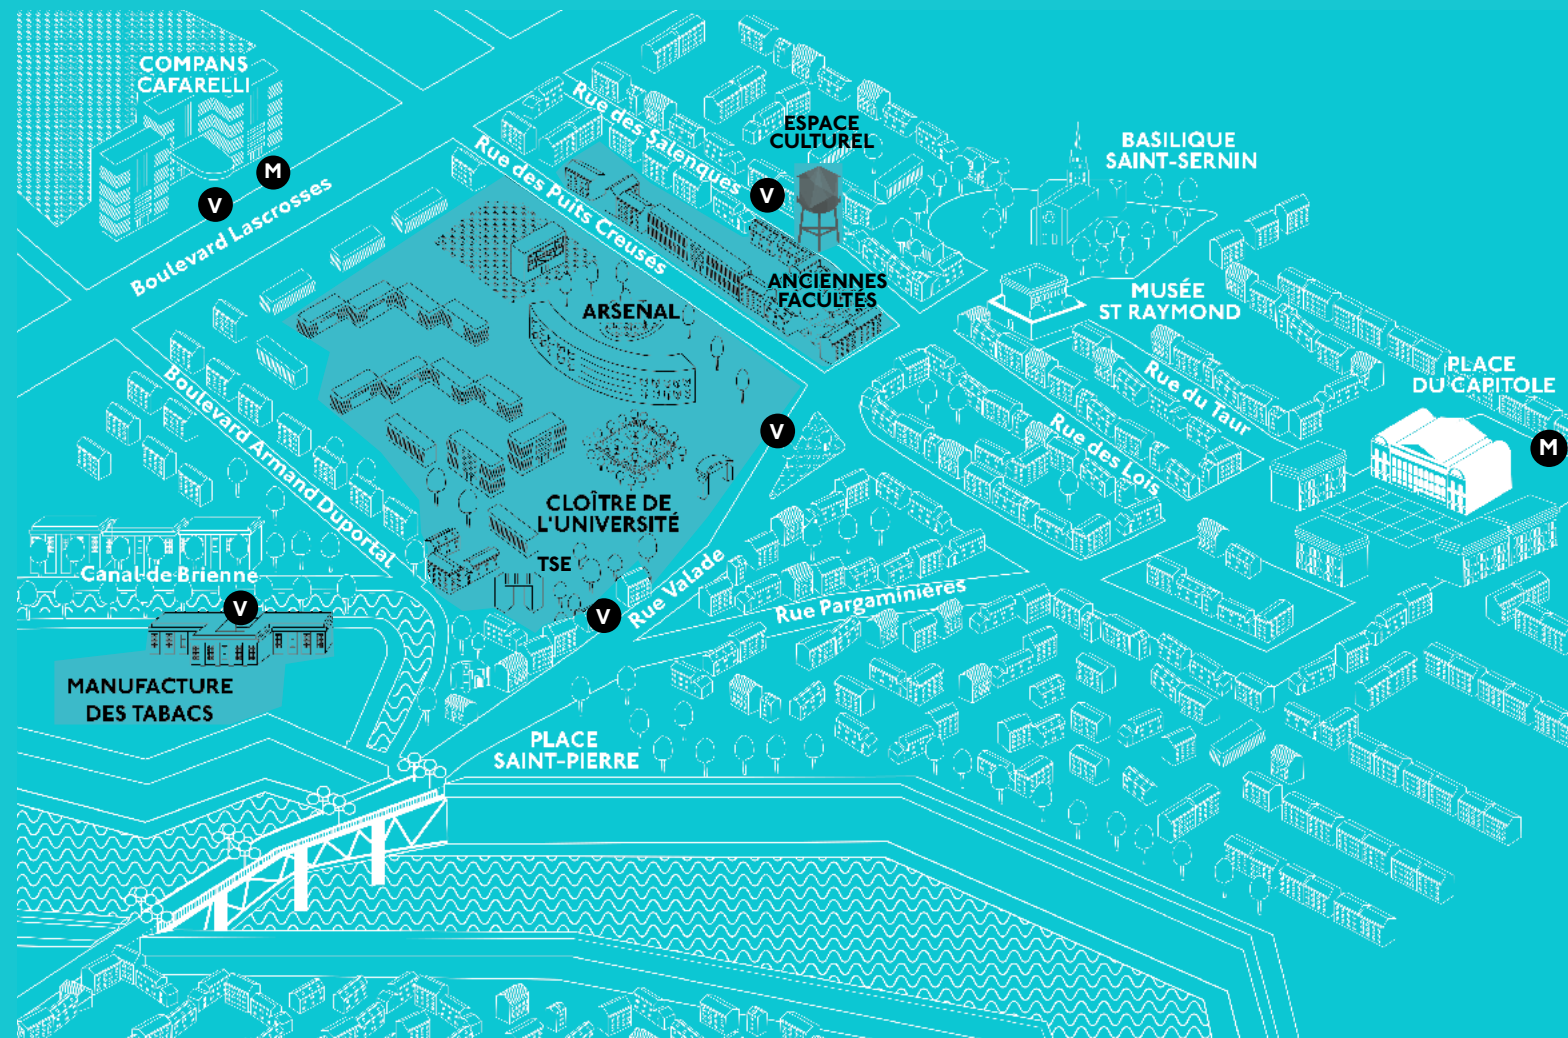 COMPANS
CAFARELLI
M
V
Boulevard Lascrosses
Rue des Salenques
Rue des Puits Creusés
ESPACE
CULTUREL
V
BASILIQUE
SAINT-SERNIN
ANCIENNES
FACULTÉS
ARSENAL
MUSÉE
ST RAYMOND
Rue du Taur
PLACE
DU CAPITOLE
M
Rue des Lois
V
Boulevard Armand Duportal
CLOÎTRE DE
L'UNIVERSITÉ
TSE
V
Rue Valade
Rue Pargaminières
Canal de Brienne
V
MANUFACTURE
DES TABACS
PLACE
SAINT-PIERRE